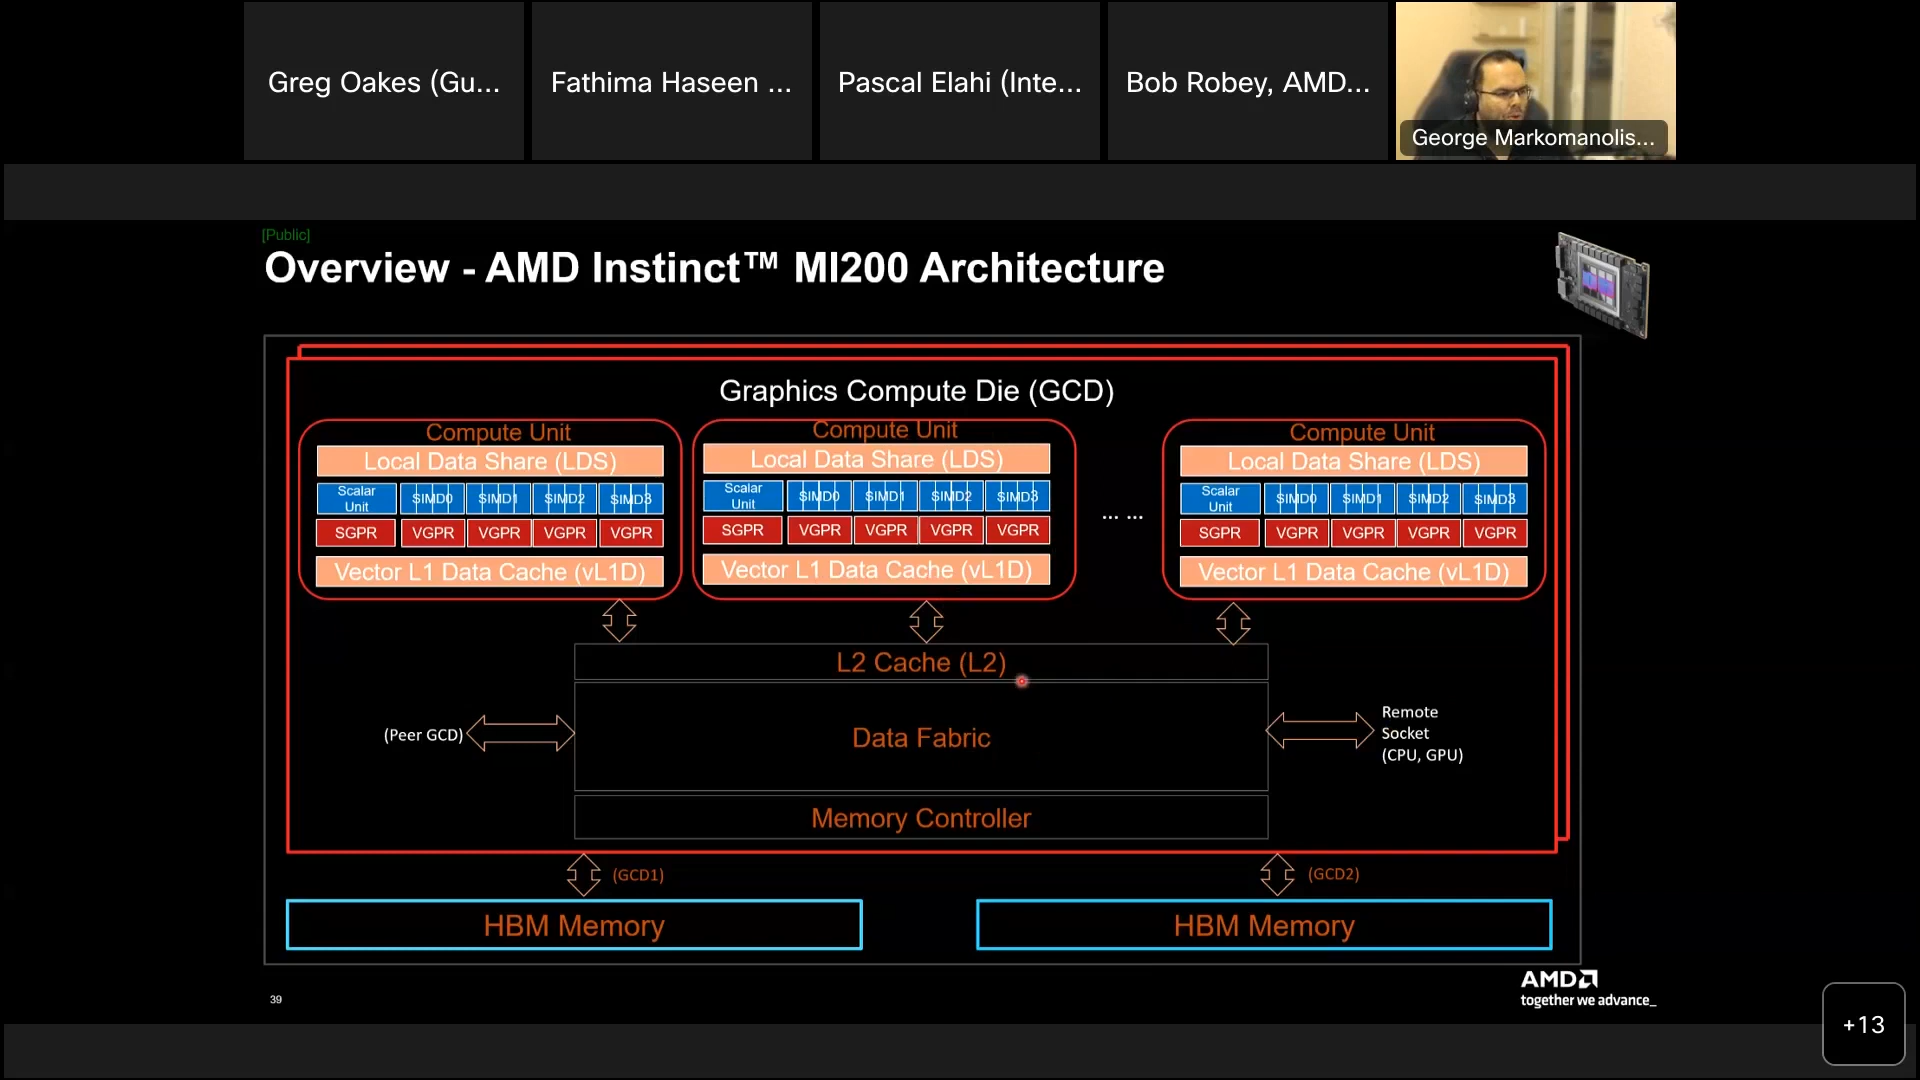 Greg Oakes (Gu...
Fathima Haseen ...
Pascal Elahi (Inte...
Bob Robey, AMD...
George Markomanolis...
[Public]
Overview - AMD Instinct™ MI200 Architecture
Graphics Compute Die (GCD)
Compute Unit
Local Data Share (LDS)
Scalar Unit SIMD0 SIMD1 SIMD2 SIMD3
SGPR VGPR VGPR VGPR VGPR
Vector L1 Data Cache (vL1D)
Compute Unit
Local Data Share (LDS)
Scalar Unit SIMD0 SIMD1 SIMD2 SIMD3
SGPR VGPR VGPR VGPR VGPR
Vector L1 Data Cache (vL1D)
... ...
Compute Unit
Local Data Share (LDS)
Scalar Unit SIMD0 SIMD1 SIMD2 SIMD3
SGPR VGPR VGPR VGPR VGPR
Vector L1 Data Cache (vL1D)
L2 Cache (L2)
(Peer GCD)
Data Fabric
Remote
Socket
(CPU, GPU)
Memory Controller
(GCD1)
(GCD2)
HBM Memory
HBM Memory
39
AMD
together we advance_
+13